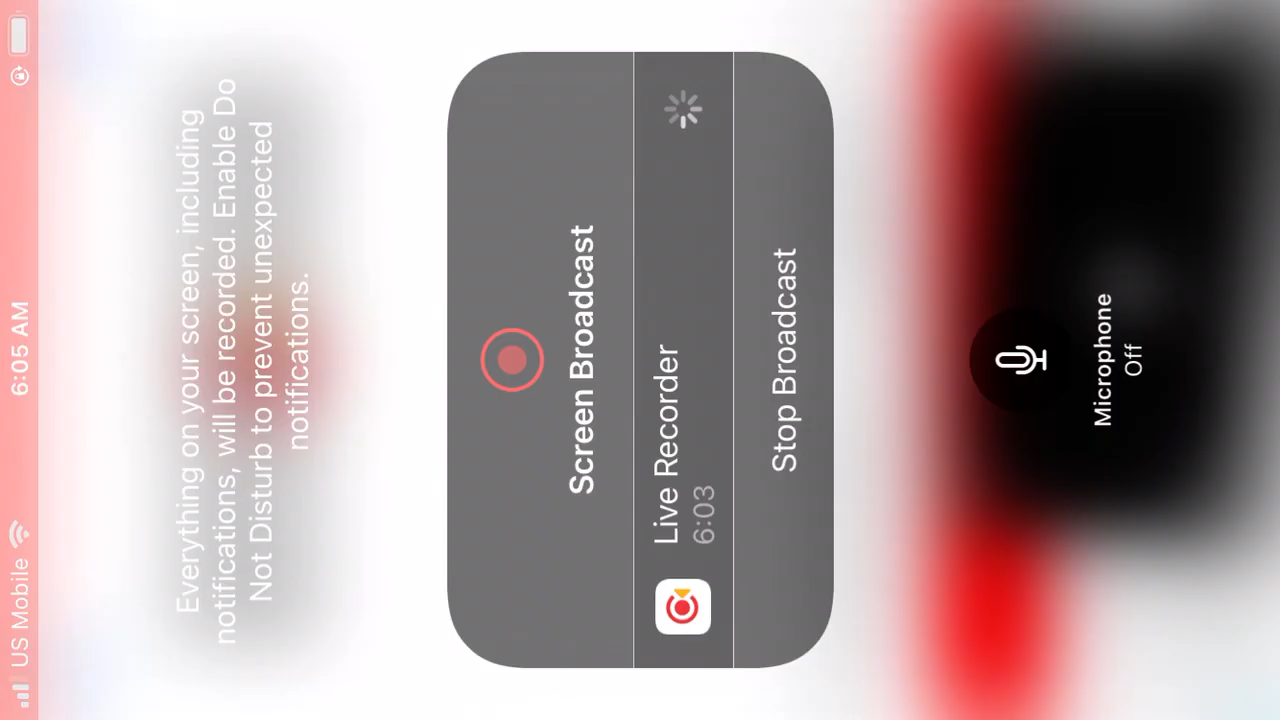 US Mobile 6:05 AM
Everything on your screen, including
notifications, will be recorded. Enable Do
Not Disturb to prevent unexpected
notifications.
Screen Broadcast
Live Recorder
6:03
Stop Broadcast
Microphone
Off